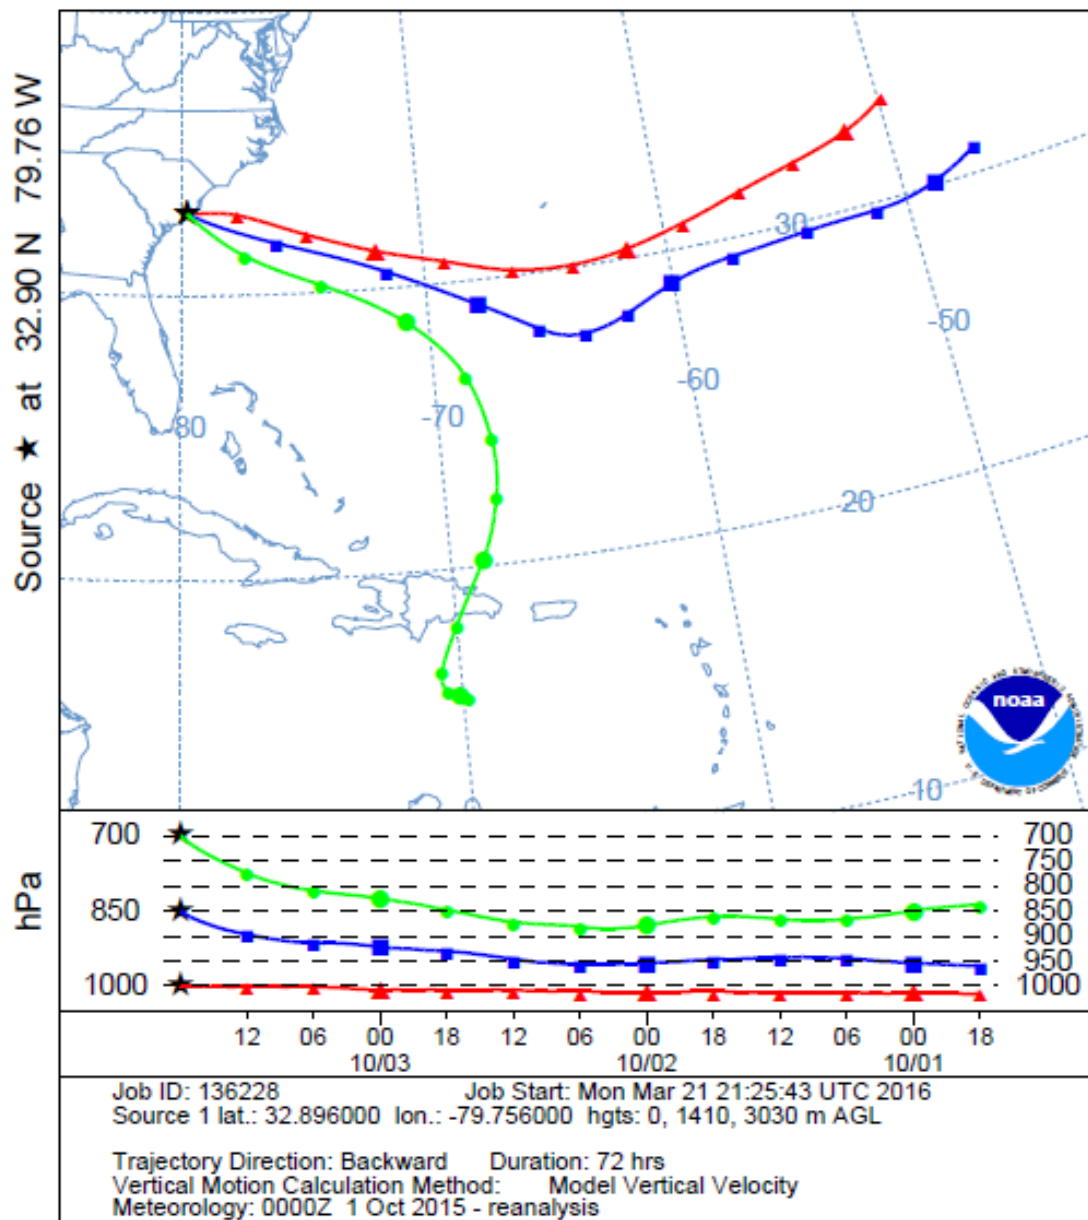 Source ★ at 32.90 N 79.76 W
30
-50
-60
-70
80
20
-10
noaa
hPa
700
850
1000
700
750
800
850
900
950
1000
12 06 00 18 12 06 00 18 12 06 00 18
10/03 10/02 10/01
Job ID: 136228 Job Start: Mon Mar 21 21:25:43 UTC 2016
Source 1 lat.: 32.896000 lon.: -79.756000 hgts: 0, 1410, 3030 m AGL
Trajectory Direction: Backward Duration: 72 hrs
Vertical Motion Calculation Method: Model Vertical Velocity
Meteorology: 0000Z 1 Oct 2015 - reanalysis